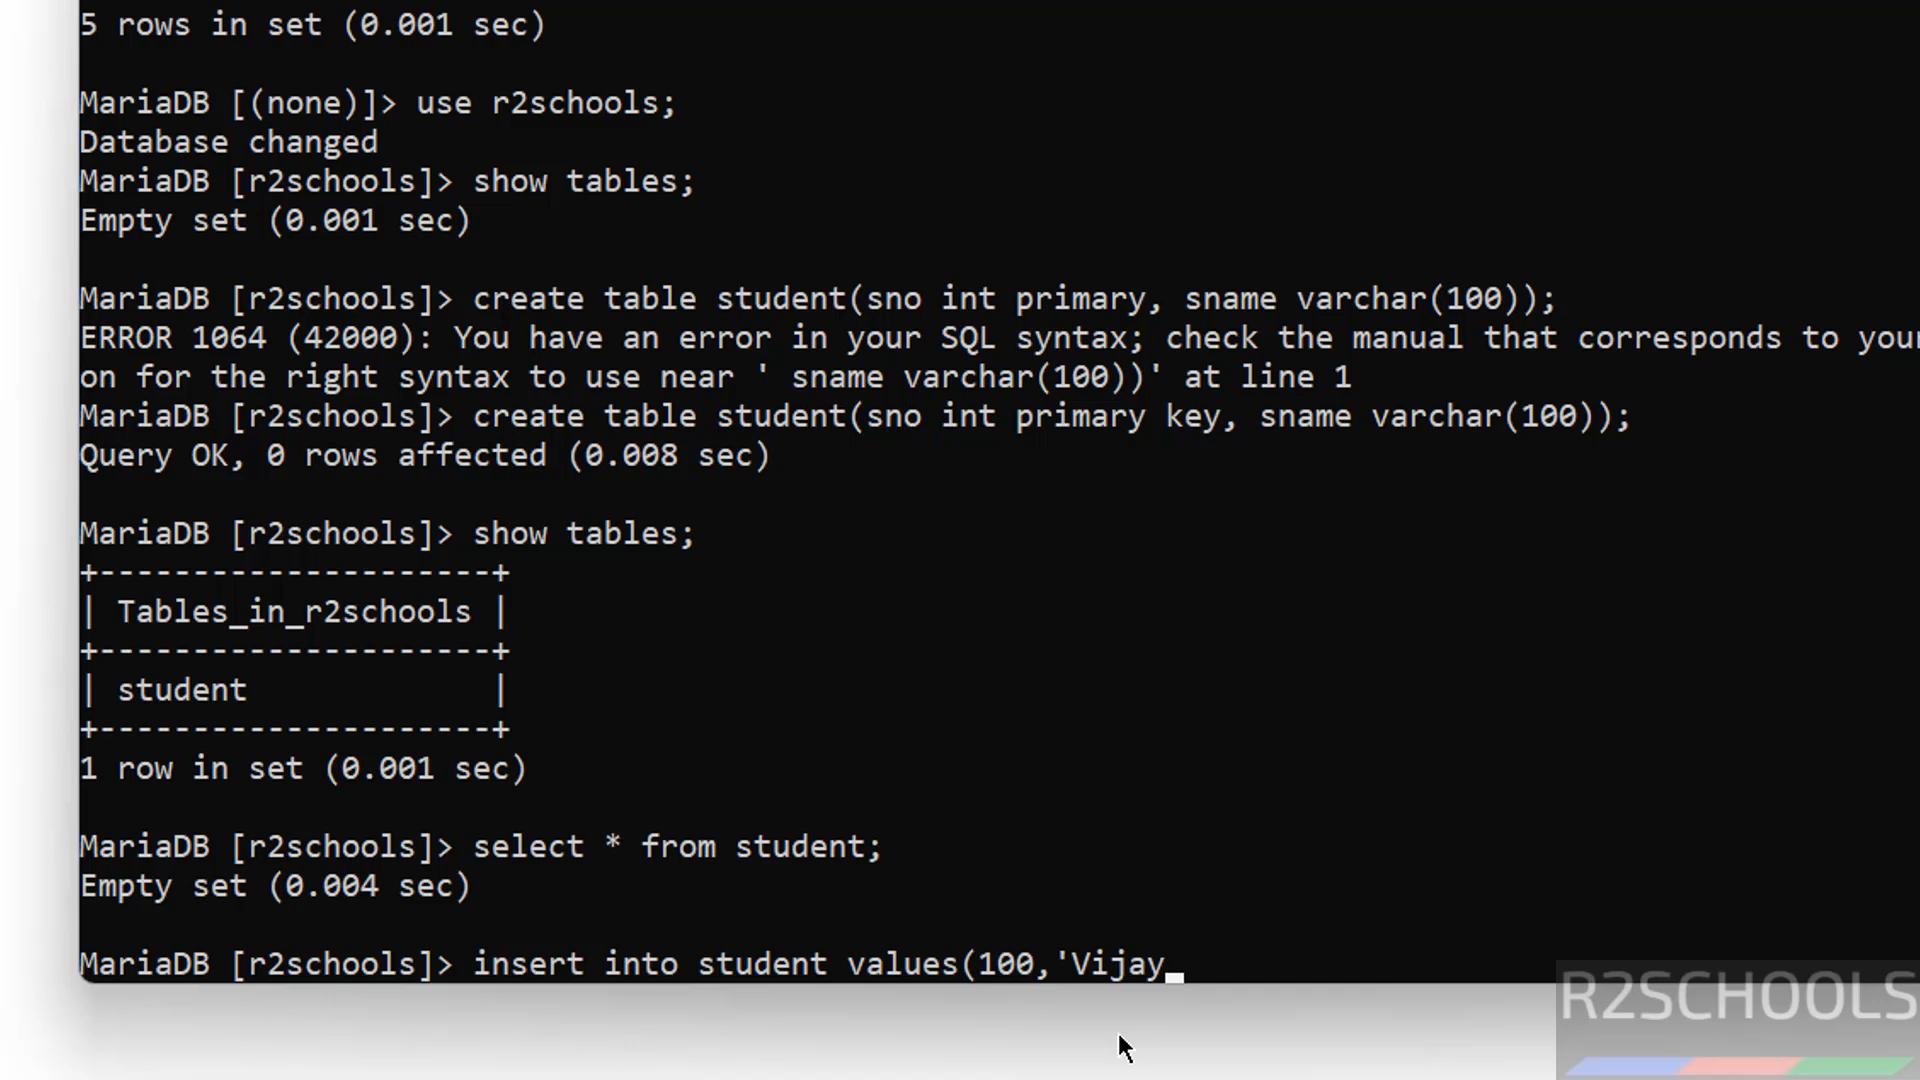 5 rows in set (0.001 sec)
MariaDB [(none)]> use r2schools;
Database changed
MariaDB [r2schools]> show tables;
Empty set (0.001 sec)
MariaDB [r2schools]> create table student(sno int primary, sname varchar(100));
ERROR 1064 (42000): You have an error in your SQL syntax; check the manual that corresponds to your
on for the right syntax to use near ' sname varchar(100))' at line 1
MariaDB [r2schools]> create table student(sno int primary key, sname varchar(100));
Query OK, 0 rows affected (0.008 sec)
MariaDB [r2schools]> show tables;
+---------------------+
| Tables_in_r2schools |
+---------------------+
| student             |
+---------------------+
1 row in set (0.001 sec)
MariaDB [r2schools]> select * from student;
Empty set (0.004 sec)
MariaDB [r2schools]> insert into student values(100,'Vijay
R2SCHOOLS